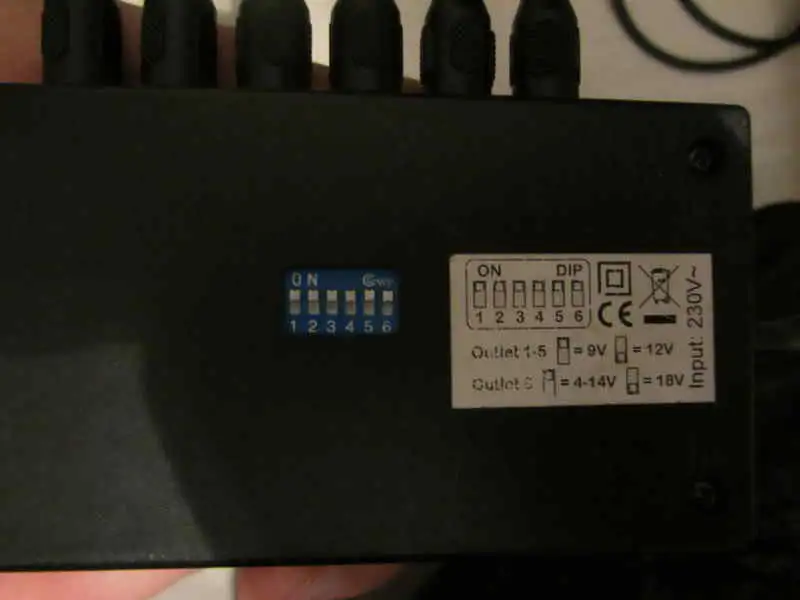 ON
1 2 3 4 5 6
ON DIP
1 2 3 4 5 6
CE
Outlet 1-5 = 9V = 12V
Outlet 6 = 4-14V = 18V
Input: 230V~